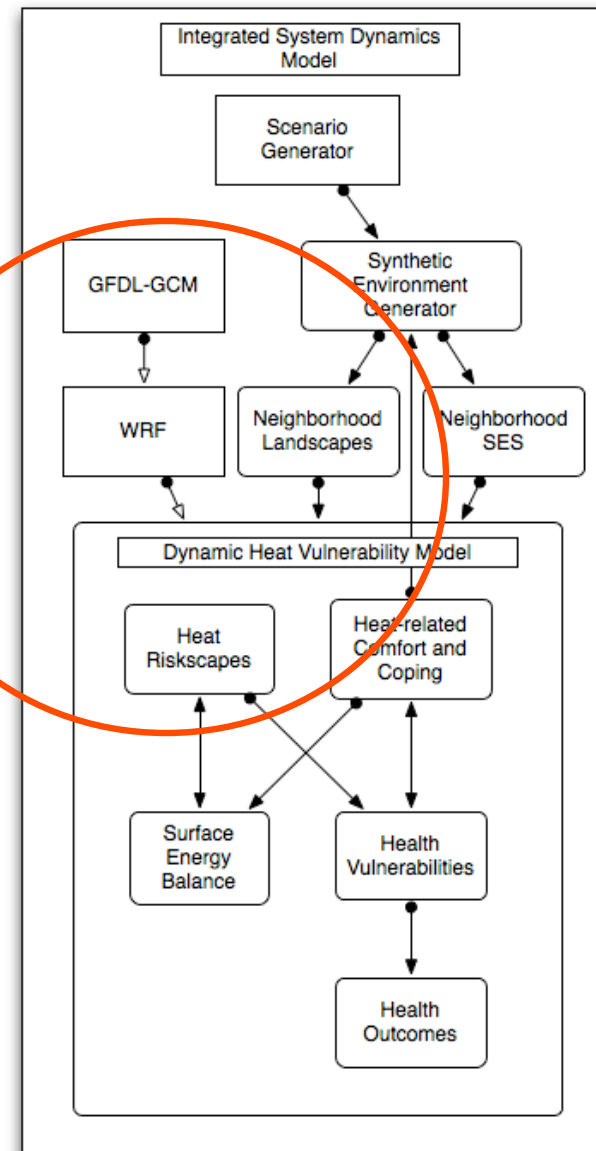 Integrated System Dynamics
Model
Scenario
Generator
GFDL-GCM
Synthetic
Environment
Generator
WRF
Neighborhood
Landscapes
Neighborhood
SES
Dynamic Heat Vulnerability Model
Heat
Riskscapes
Heat-related
Comfort and
Coping
Surface
Energy
Balance
Health
Vulnerabilities
Health
Outcomes